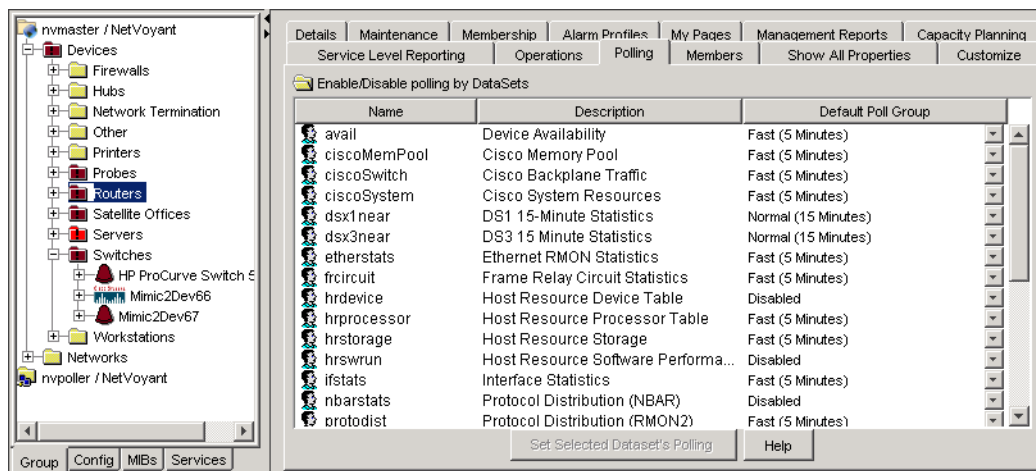 nvmaster / NetVoyant
Devices
Firewalls
Hubs
Network Termination
Other
Printers
Probes
Routers
Satellite Offices
Servers
Switches
HP ProCurve Switch 5
Mimic2Dev66
Mimic2Dev67
Workstations
Networks
nvpoller / NetVoyant
Group Config MIBs Services
Details Maintenance Membership Alarm Profiles My Pages Management Reports Capacity Planning
Service Level Reporting Operations Polling Members Show All Properties Customize
Enable/Disable polling by DataSets
Name Description Default Poll Group
avail Device Availability Fast (5 Minutes)
ciscoMemPool Cisco Memory Pool Fast (5 Minutes)
ciscoSwitch Cisco Backplane Traffic Fast (5 Minutes)
ciscoSystem Cisco System Resources Fast (5 Minutes)
dsx1near DS1 15-Minute Statistics Normal (15 Minutes)
dsx3near DS3 15 Minute Statistics Normal (15 Minutes)
etherstats Ethernet RMON Statistics Fast (5 Minutes)
frcircuit Frame Relay Circuit Statistics Fast (5 Minutes)
hrdevice Host Resource Device Table Disabled
hrprocessor Host Resource Processor Table Fast (5 Minutes)
hrstorage Host Resource Storage Fast (5 Minutes)
hrswrun Host Resource Software Performa... Disabled
ifstats Interface Statistics Fast (5 Minutes)
nbarstats Protocol Distribution (NBAR) Disabled
protodist Protocol Distribution (RMON2) Fast (5 Minutes)
Set Selected Dataset's Polling Help